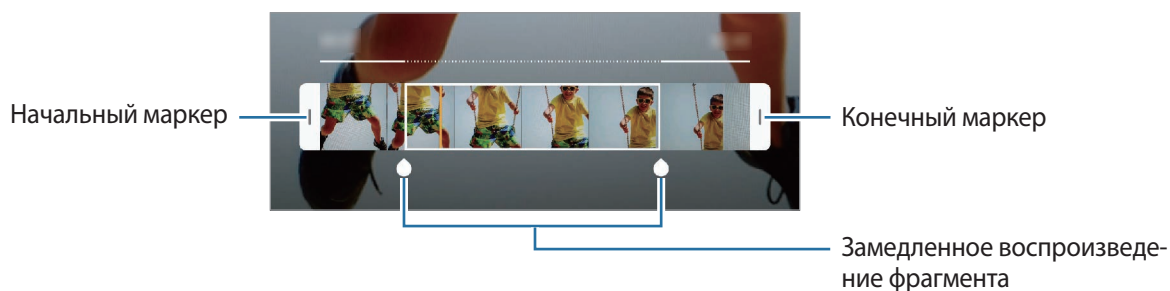 Начальный маркер
Конечный маркер
Замедленное воспроизведе-
ние фрагмента